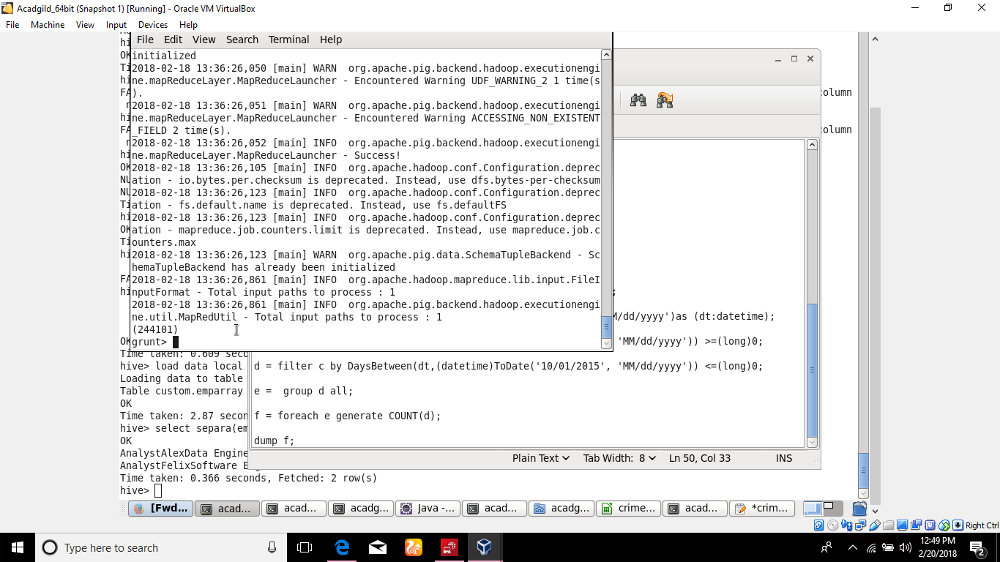 Acadgild_64bit (Snapshot 1) [Running] - Oracle VM VirtualBox
File Machine View Input Devices Help
File Edit View Search Terminal Help
initialized
2018-02-18 13:36:26,050 [main] WARN  org.apache.pig.backend.hadoop.executionengi
ne.mapReduceLayer.MapReduceLauncher - Encountered Warning UDF_WARNING_2 1 time(s
).
2018-02-18 13:36:26,051 [main] WARN  org.apache.pig.backend.hadoop.executionengi
ne.mapReduceLayer.MapReduceLauncher - Encountered Warning ACCESSING_NON_EXISTENT
_FIELD 2 time(s).
2018-02-18 13:36:26,052 [main] INFO  org.apache.pig.backend.hadoop.executionengi
ne.mapReduceLayer.MapReduceLauncher - Success!
2018-02-18 13:36:26,105 [main] INFO  org.apache.hadoop.conf.Configuration.deprec
ation - io.bytes.per.checksum is deprecated. Instead, use dfs.bytes-per-checksum
2018-02-18 13:36:26,123 [main] INFO  org.apache.hadoop.conf.Configuration.deprec
ation - fs.default.name is deprecated. Instead, use fs.defaultFS
2018-02-18 13:36:26,123 [main] INFO  org.apache.hadoop.conf.Configuration.deprec
ation - mapreduce.job.counters.limit is deprecated. Instead, use mapreduce.job.c
ounters.max
2018-02-18 13:36:26,123 [main] WARN  org.apache.pig.data.SchemaTupleBackend - Sc
hemaTupleBackend has already been initialized
2018-02-18 13:36:26,861 [main] INFO  org.apache.hadoop.mapreduce.lib.input.FileI
nputFormat - Total input paths to process : 1
2018-02-18 13:36:26,861 [main] INFO  org.apache.pig.backend.hadoop.executionengi
ne.util.MapRedUtil - Total input paths to process : 1
(244101)
grunt>
column
column
;
M/dd/yyyy')as (dt:datetime);
'MM/dd/yyyy')) >=(long)0;
d = filter c by DaysBetween(dt,(datetime)ToDate('10/01/2015', 'MM/dd/yyyy')) <=(long)0;
e =  group d all;
f = foreach e generate COUNT(d);
dump f;
Plain Text Tab Width: 8 Ln 50, Col 33 INS
OK
Time taken: 0.609 seco
hive> load data local
Loading data to table
Table custom.emparray
OK
Time taken: 2.87 secon
hive> select separa(em
OK
AnalystAlexData Engine
AnalystFelixSoftware E
Time taken: 0.366 seconds, Fetched: 2 row(s)
hive>
[Fwd... acad... acad... acadg... Java -... acad... acadg... crime... acad... *crim...
Right Ctrl
Type here to search
12:49 PM
2/20/2018
2